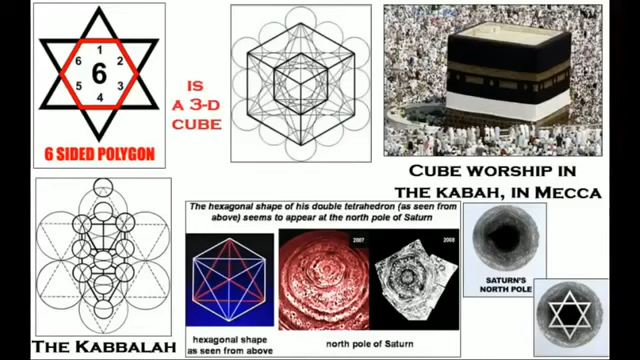 1
6
2
6
5
3
4
6 SIDED POLYGON
IS
A 3-D
CUBE
CUBE WORSHIP IN
THE KABAH, IN MECCA
THE KABBALAH
The hexagonal shape of his double tetrahedron (as seen from
above) seems to appear at the north pole of Saturn
2007
2008
hexagonal shape
as seen from above
north pole of Saturn
SATURN'S
NORTH POLE